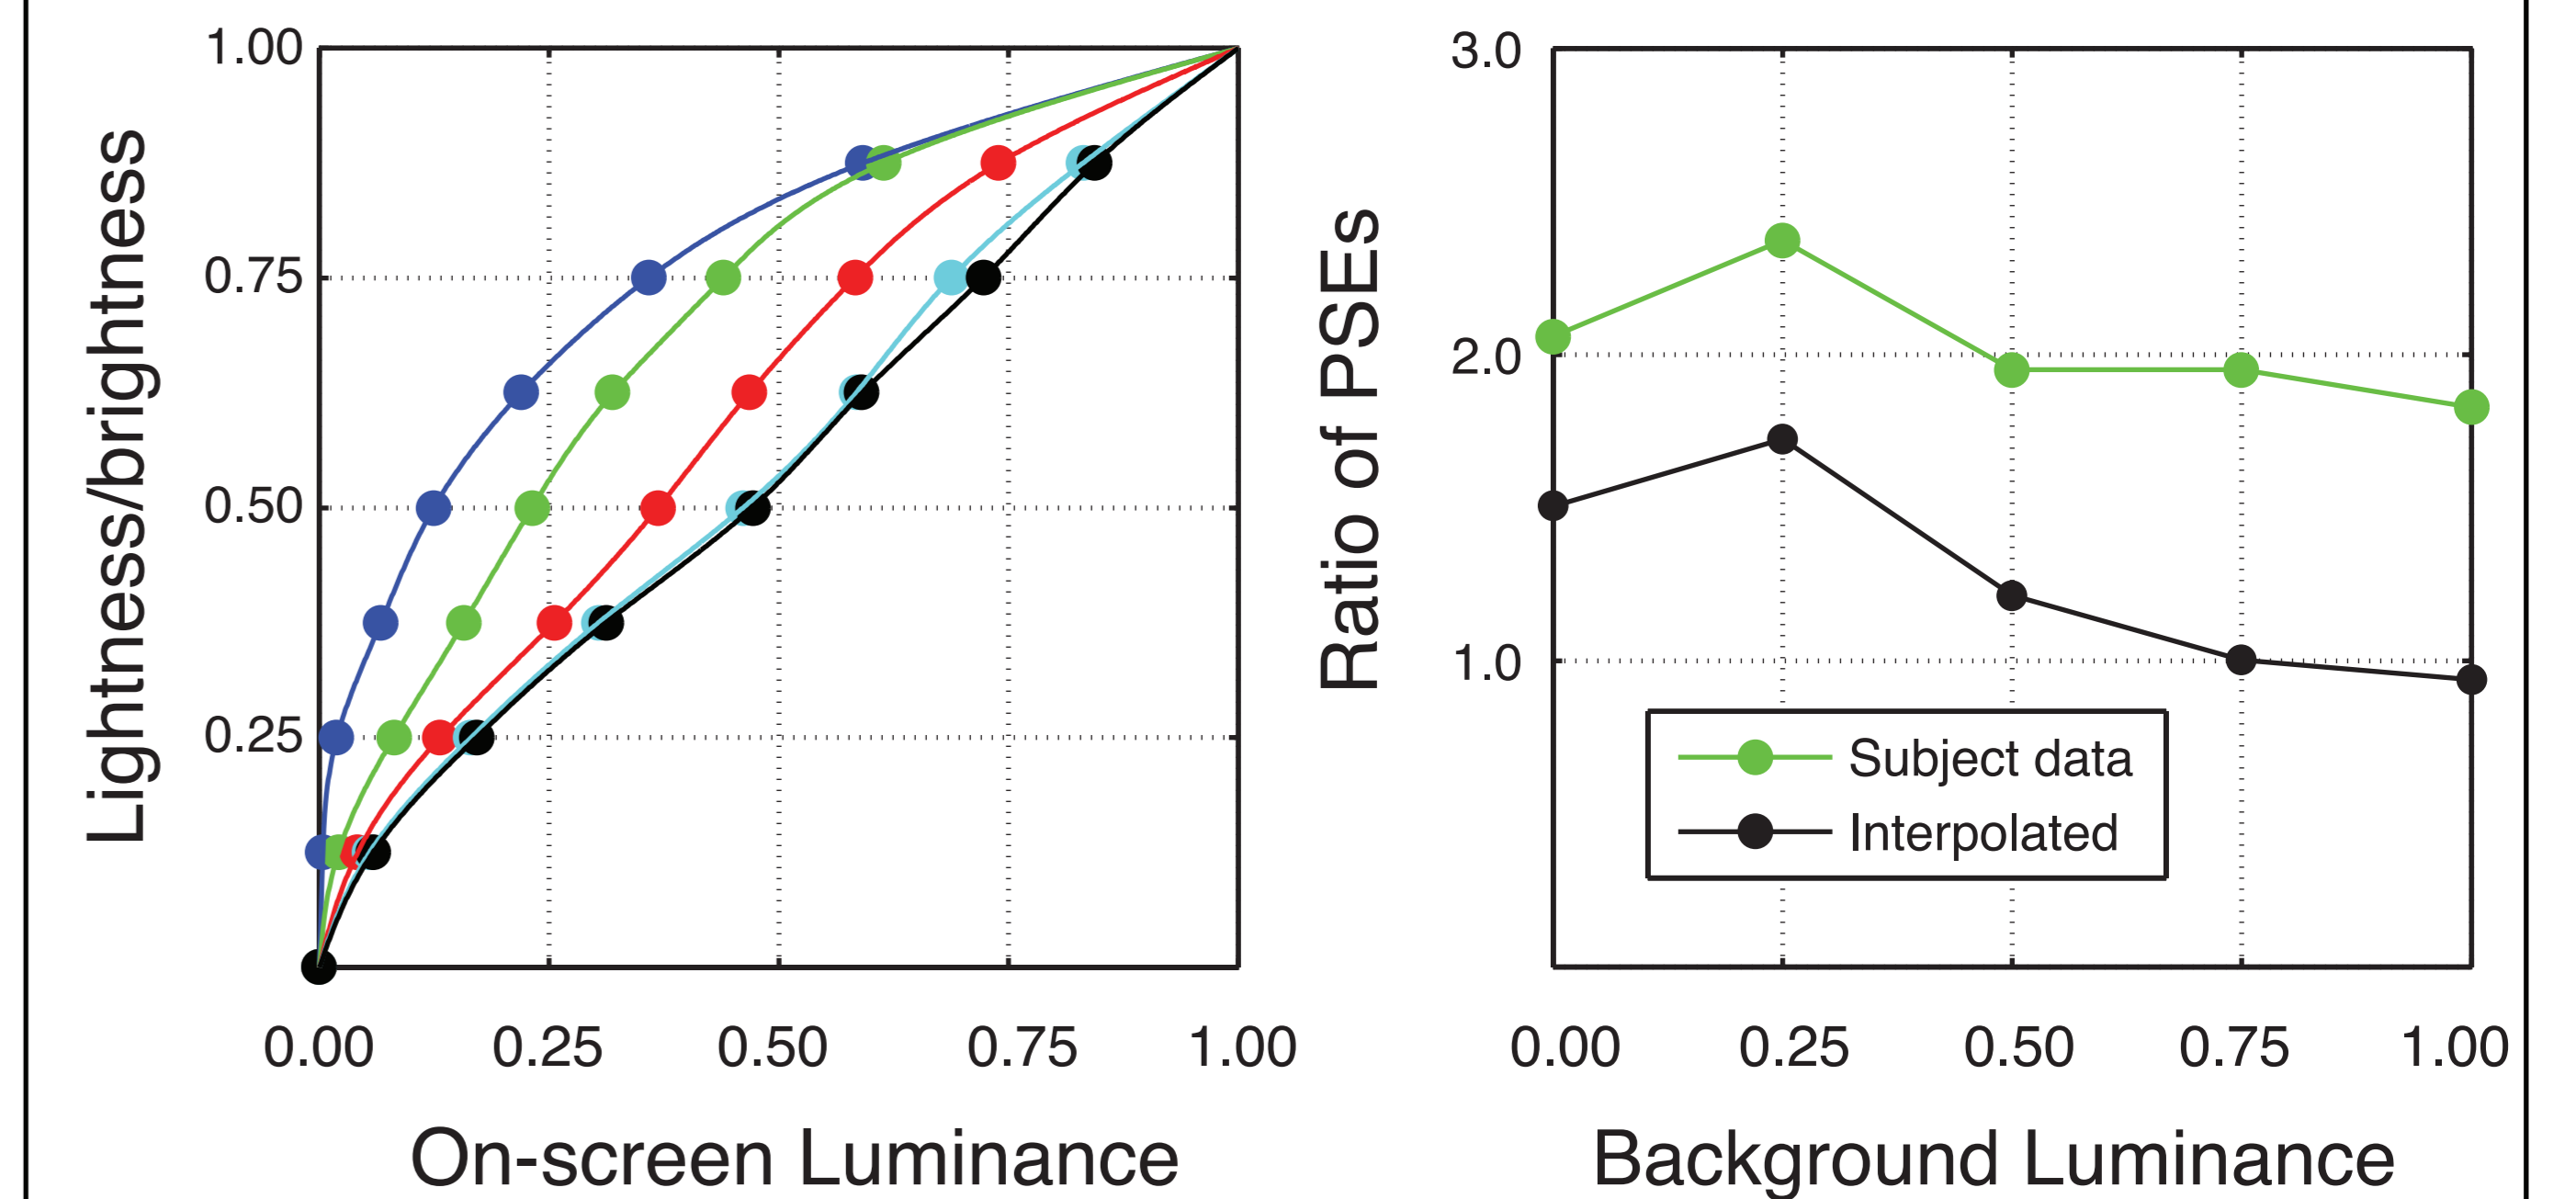 Lightness/brightness
1.00
0.75
0.50
0.25
0.00 0.25 0.50 0.75 1.00
On-screen Luminance
Ratio of PSEs
3.0
2.0
1.0
Subject data
Interpolated
0.00 0.25 0.50 0.75 1.00
Background Luminance